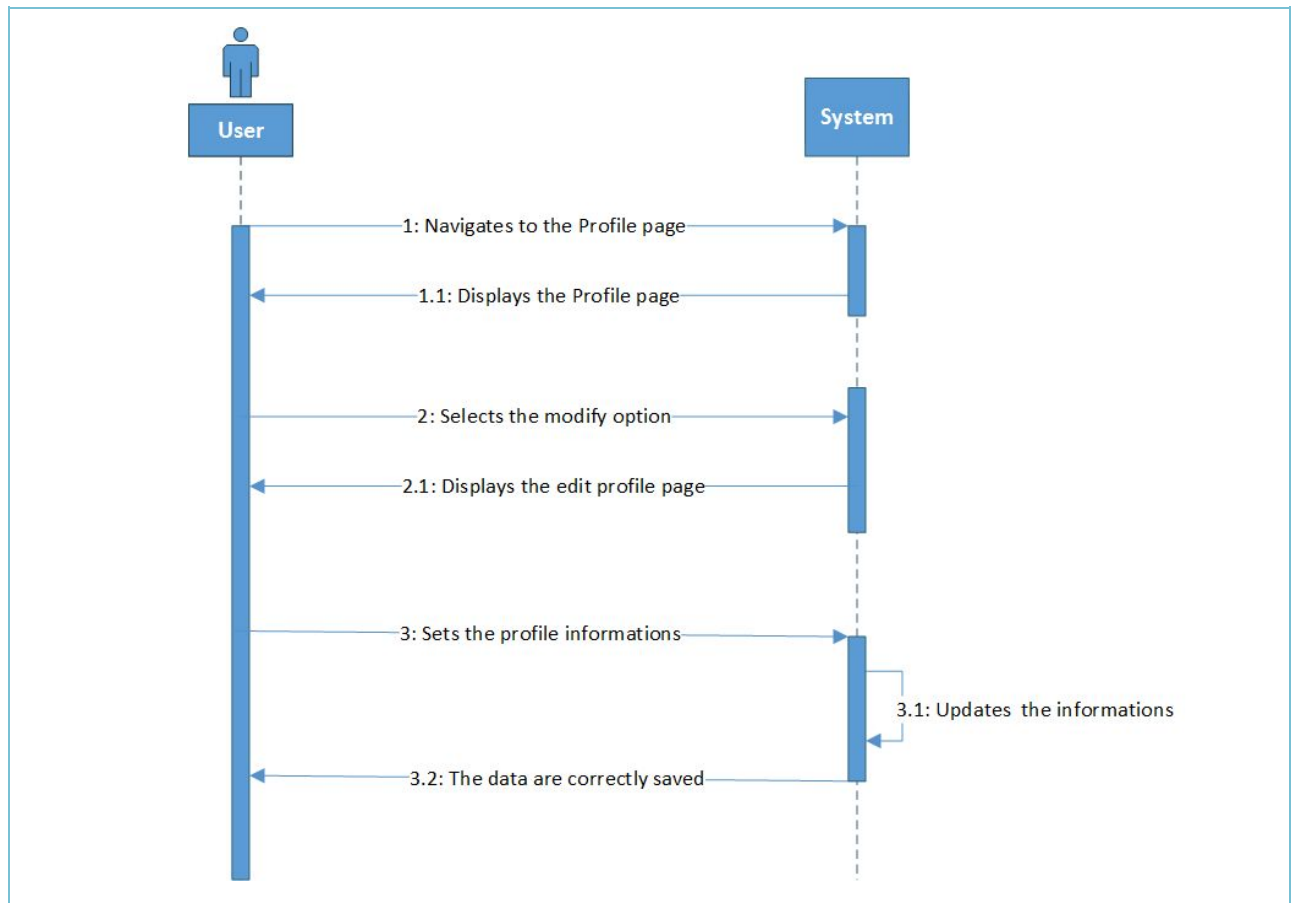 User
System
1: Navigates to the Profile page
1.1: Displays the Profile page
2: Selects the modify option
2.1: Displays the edit profile page
3: Sets the profile informations
3.1: Updates the informations
3.2: The data are correctly saved